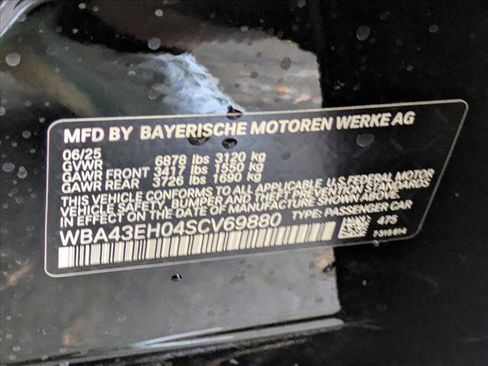 MFD BY BAYERISCHE MOTOREN WERKE AG
06/25
GVWR 6878 lbs 3120 kg
GAWR FRONT 3417 lbs 1550 kg
GAWR REAR 3726 lbs 1690 kg
THIS VEHICLE CONFORMS TO ALL APPLICABLE U.S. FEDERAL MOTOR
VEHICLE SAFETY, BUMPER AND THEFT PREVENTION STANDARDS
IN EFFECT ON THE DATE OF MANUFACTURE SHOWN ABOVE.
WBA43EH04SCV69880 TYPE: PASSENGER CAR
475